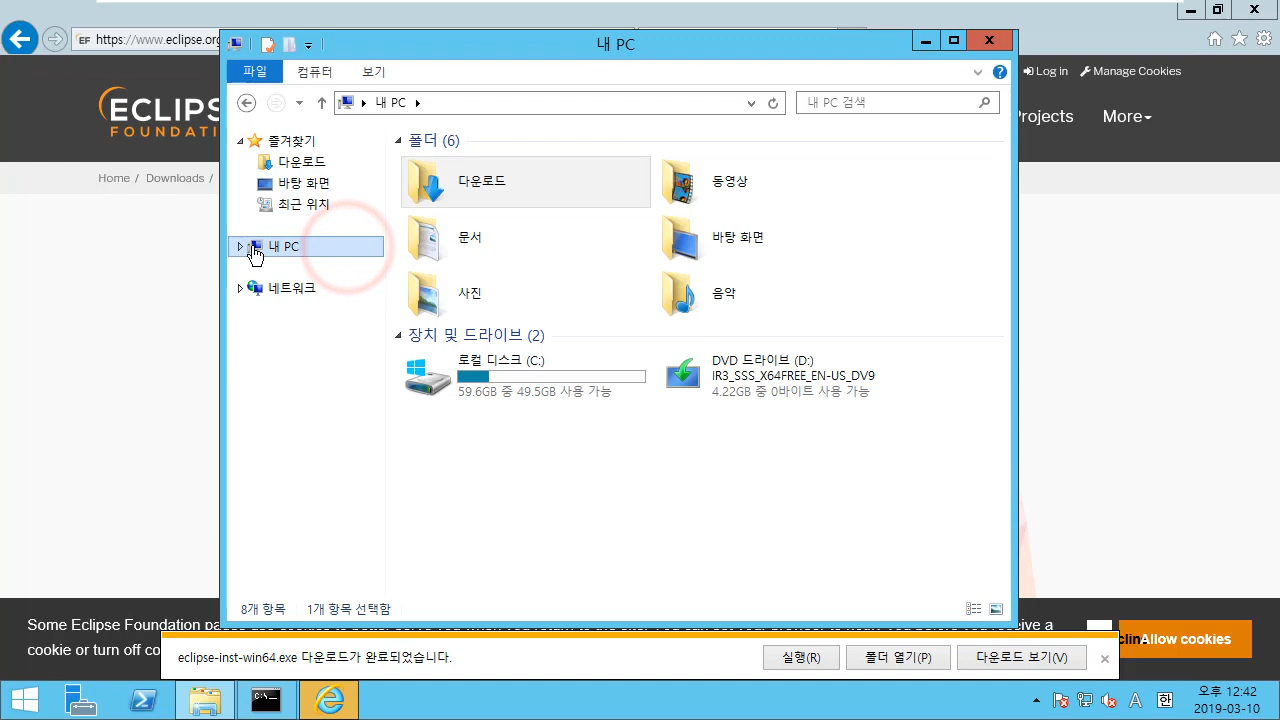 EF https://www.eclipse.org
내 PC
파일
컴퓨터
보기
내 PC
내 PC 검색
ECLIPS
FOUNDATION
Log in
Manage Cookies
Projects
More
Home / Downloads /
즐겨찾기
다운로드
바탕 화면
최근 위치
내 PC
네트워크
폴더 (6)
다운로드
동영상
문서
바탕 화면
사진
음악
장치 및 드라이브 (2)
로컬 디스크 (C:)
59.6GB 중 49.5GB 사용 가능
DVD 드라이브 (D:)
IR3_SSS_X64FREE_EN-US_DV9
4.22GB 중 0바이트 사용 가능
8개 항목
1개 항목 선택함
Some Eclipse Foundation
cookie or turn off co
Allow cookies
eclipse-inst-win64.exe 다운로드가 완료되었습니다.
실행(R)
폴더 열기(P)
다운로드 보기(V)
A
한
오후 12:42
2019-03-10